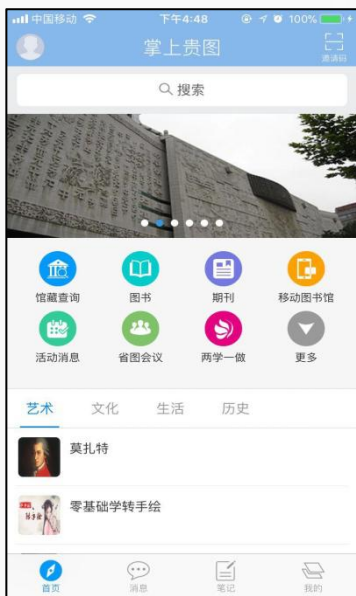 中国移动 下午4:48 100%
掌上贵图
邀请码
搜索
馆藏查询 图书 期刊 移动图书馆
活动消息 省图会议 两学一做 更多
艺术 文化 生活 历史
莫扎特
零基础学转手绘
首页 消息 笔记 我的